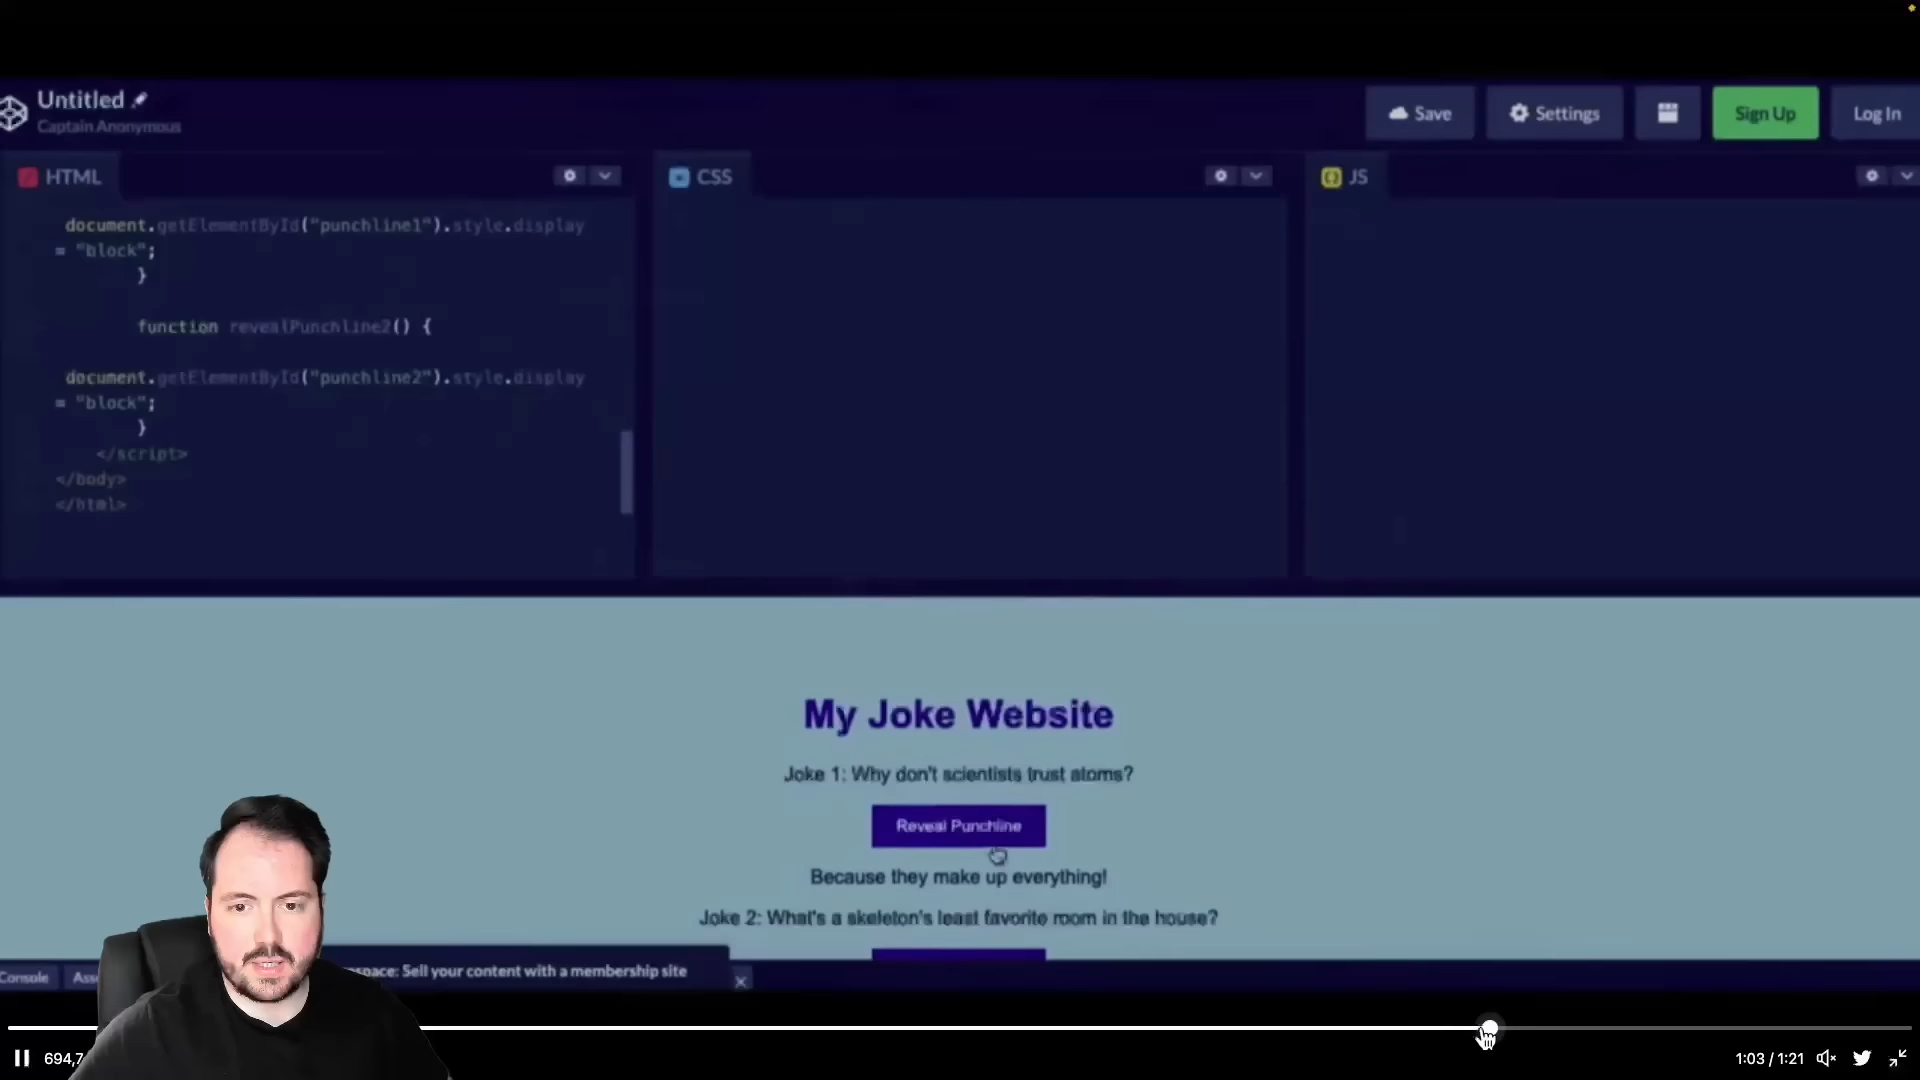 Untitled
Captain Anonymous
Save
Settings
Sign Up
Log In
HTML
CSS
JS
document.getElementById("punchline1").style.display
= "block";
}
function revealPunchline2() {
document.getElementById("punchline2").style.display
= "block";
}
</script>
</body>
</html>
My Joke Website
Joke 1: Why don't scientists trust atoms?
Reveal Punchline
Because they make up everything!
Joke 2: What's a skeleton's least favorite room in the house?
Console
space: Sell your content with a membership site
1:03 / 1:21